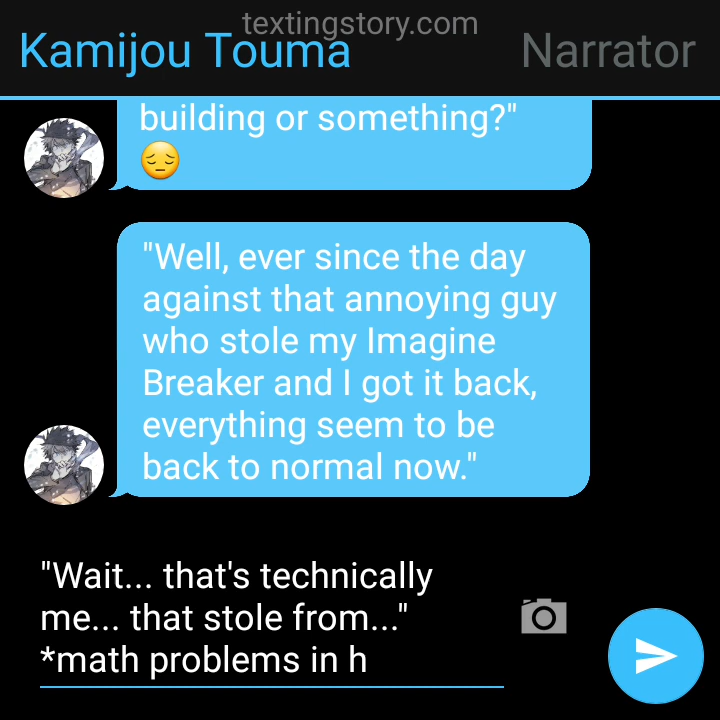 textingstory.com
Kamijou Touma
Narrator
building or something?"
😔
"Well, ever since the day
against that annoying guy
who stole my Imagine
Breaker and I got it back,
everything seem to be
back to normal now."
"Wait... that's technically
me... that stole from..."
*math problems in h